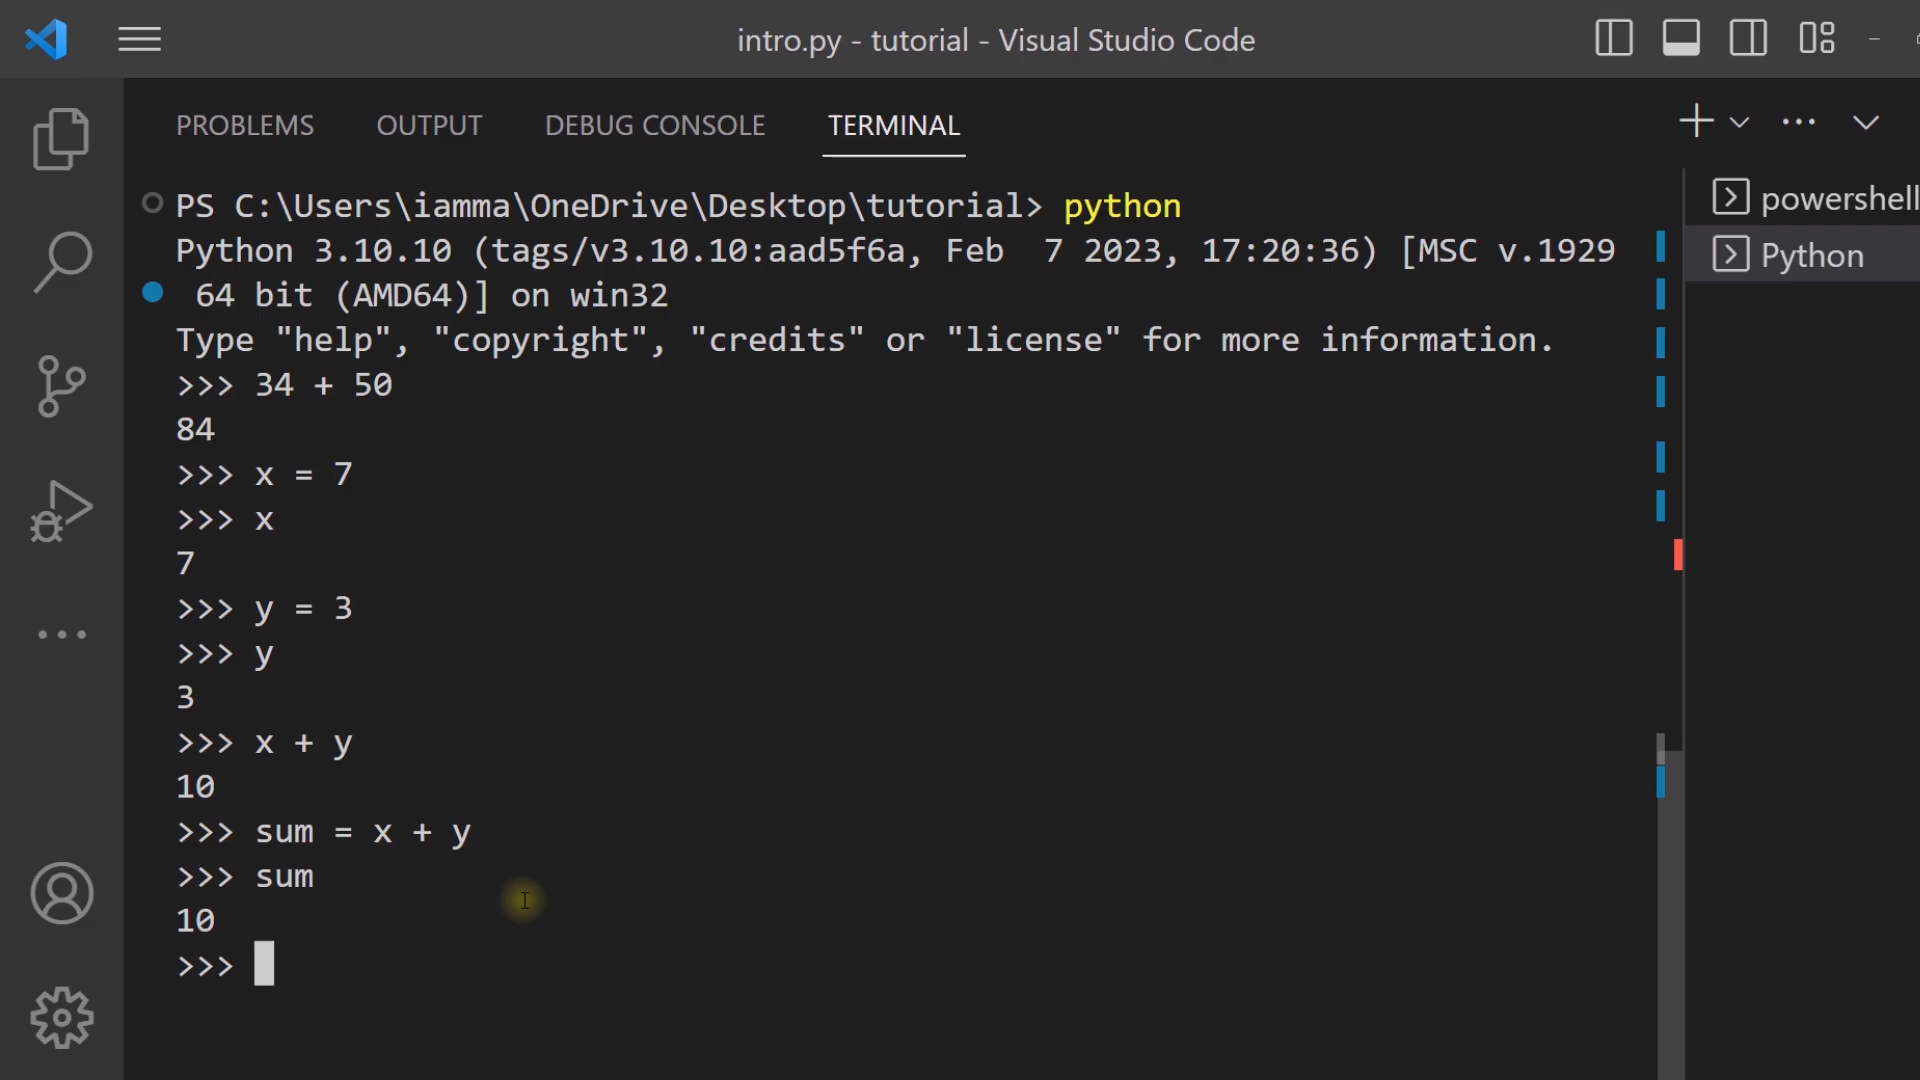 intro.py - tutorial - Visual Studio Code
PROBLEMS OUTPUT DEBUG CONSOLE TERMINAL
PS C:\Users\iamma\OneDrive\Desktop\tutorial> python
Python 3.10.10 (tags/v3.10.10:aad5f6a, Feb  7 2023, 17:20:36) [MSC v.1929
64 bit (AMD64)] on win32
Type "help", "copyright", "credits" or "license" for more information.
>>> 34 + 50
84
>>> x = 7
>>> x
7
>>> y = 3
>>> y
3
>>> x + y
10
>>> sum = x + y
>>> sum
10
>>>
powershell
Python